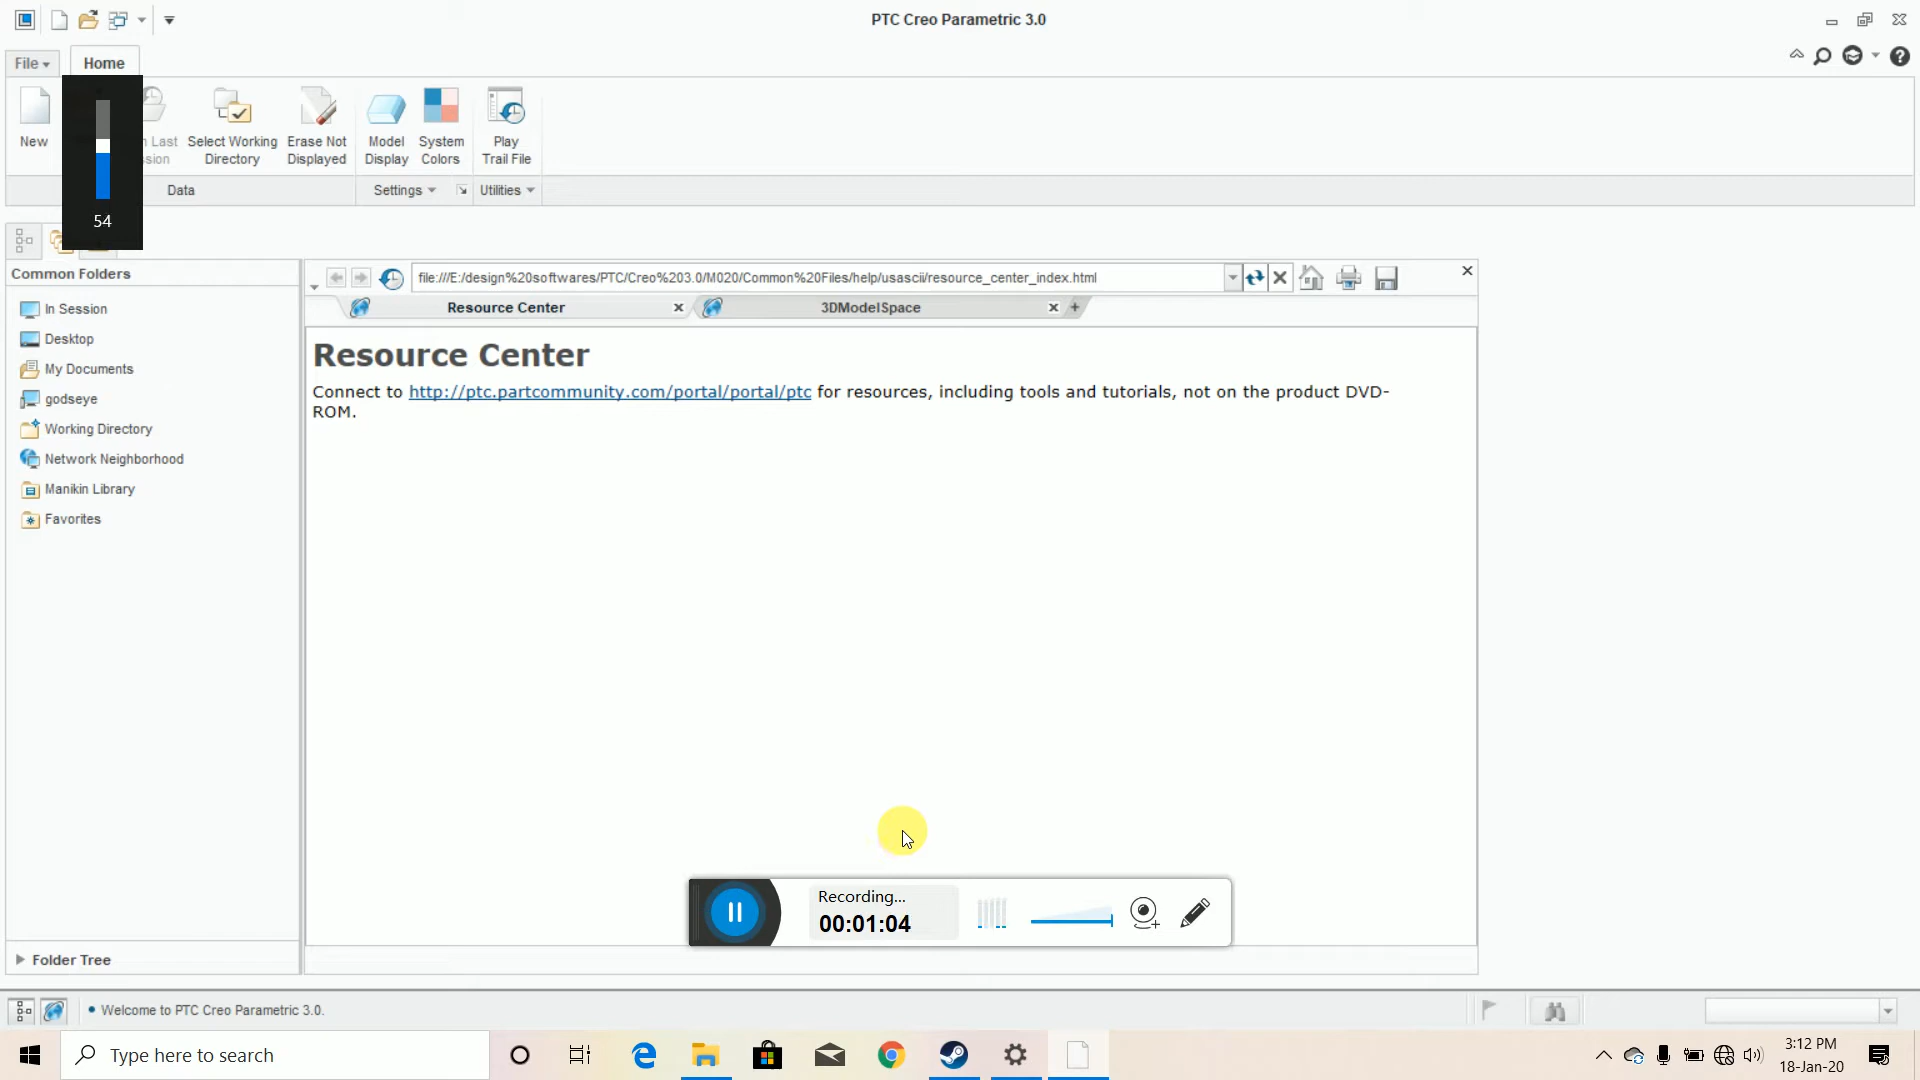 PTC Creo Parametric 3.0
File
Home
New
Last
ssion
Select Working
Directory
Erase Not
Displayed
Model
Display
System
Colors
Play
Trail File
Data
Settings
Utilities
54
Common Folders
In Session
Desktop
My Documents
godseye
Working Directory
Network Neighborhood
Manikin Library
Favorites
Folder Tree
file:///E:/design%20softwares/PTC/Creo%203.0/M020/Common%20Files/help/usascii/resource_center_index.html
Resource Center
3DModelSpace
Resource Center
Connect to http://ptc.partcommunity.com/portal/portal/ptc for resources, including tools and tutorials, not on the product DVD-
ROM.
Recording...
00:01:04
Welcome to PTC Creo Parametric 3.0.
Type here to search
3:12 PM
18-Jan-20